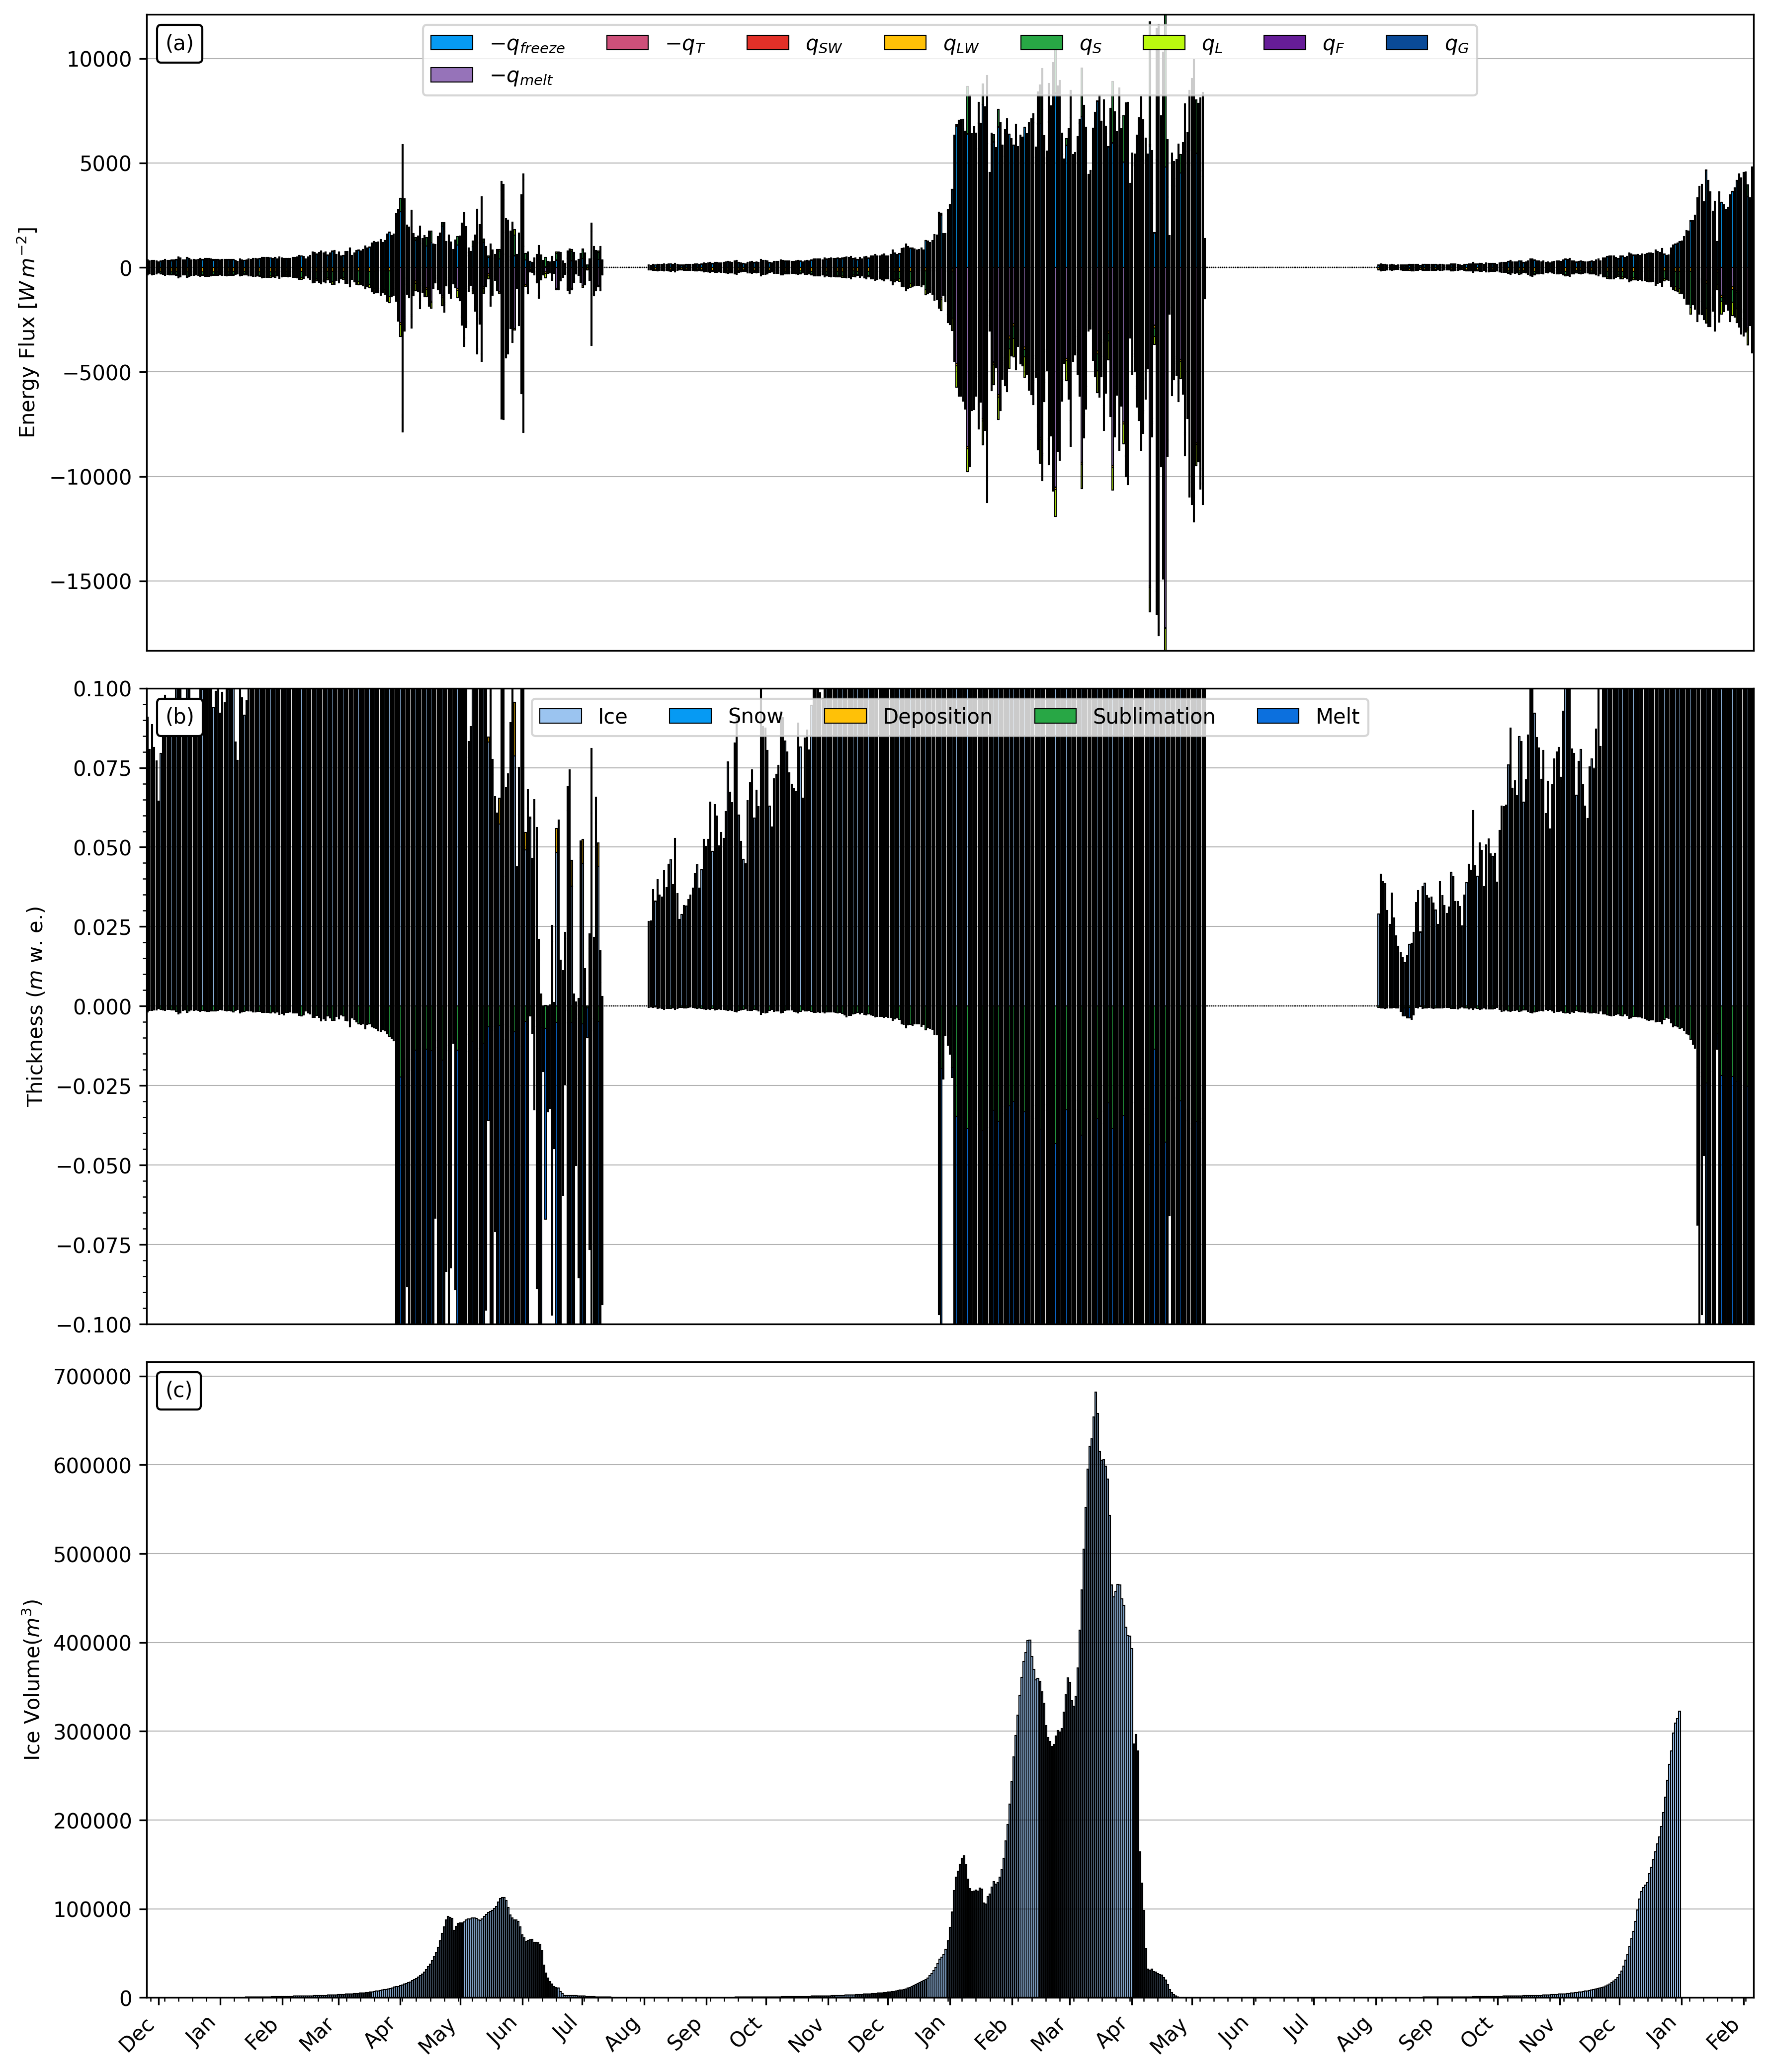 (a)
−q_freeze −q_T q_SW q_LW q_S q_L q_F q_G
−q_melt
10000
5000
0
−5000
−10000
−15000
Energy Flux [W m⁻²]
(b)
Ice Snow Deposition Sublimation Melt
0.100
0.075
0.050
0.025
0.000
−0.025
−0.050
−0.075
−0.100
Thickness (m w. e.)
(c)
700000
600000
500000
400000
300000
200000
100000
0
Ice Volume(m³)
Dec Jan Feb Mar Apr May Jun Jul Aug Sep Oct Nov Dec Jan Feb Mar Apr May Jun Jul Aug Sep Oct Nov Dec Jan Feb